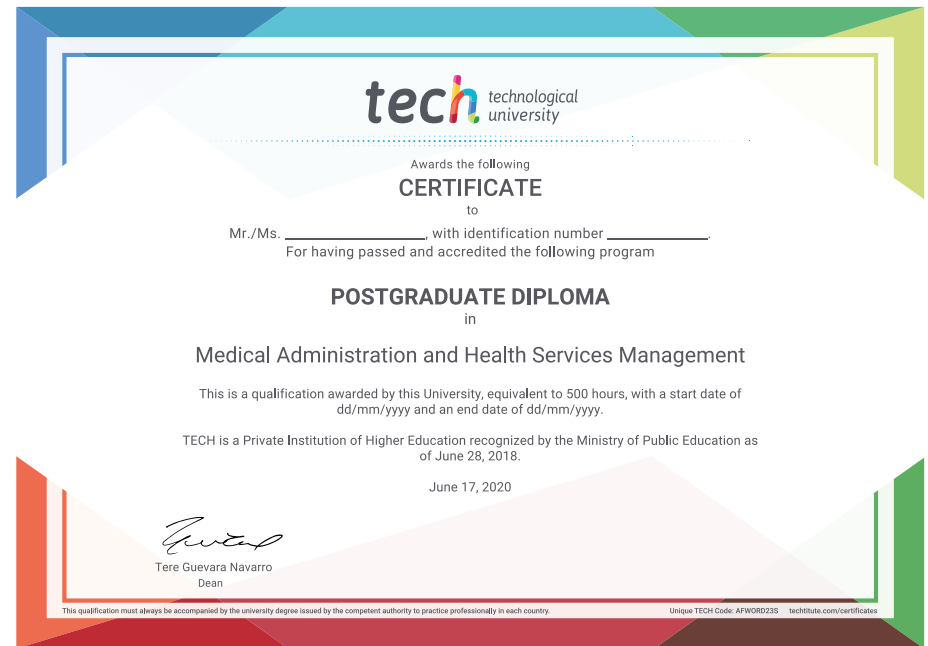 tech technological
university
Awards the following
CERTIFICATE
to
Mr./Ms. ____________________, with identification number ______________.
For having passed and accredited the following program
POSTGRADUATE DIPLOMA
in
Medical Administration and Health Services Management
This is a qualification awarded by this University, equivalent to 500 hours, with a start date of
dd/mm/yyyy and an end date of dd/mm/yyyy.
TECH is a Private Institution of Higher Education recognized by the Ministry of Public Education as
of June 28, 2018.
June 17, 2020
Tere Guevara Navarro
Dean
This qualification must always be accompanied by the university degree issued by the competent authority to practice professionally in each country.
Unique TECH Code: AFWORD23S techtitute.com/certificates